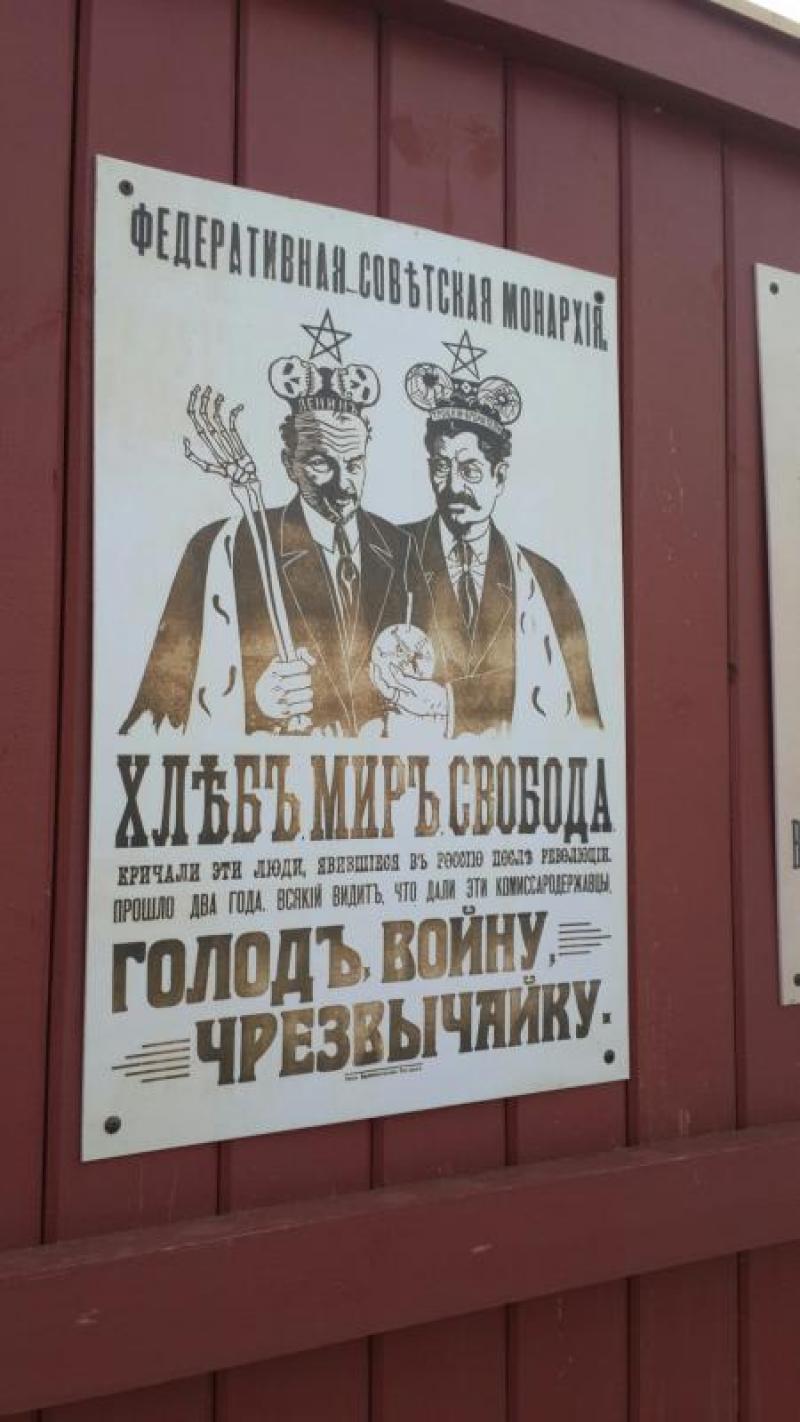 ФЕДЕРАТИВНАЯ СОВѢТСКАЯ МОНАРХІЯ.
ЛЕНИНЪ
ХЛѢБЪ. МИРЪ. СВОБОДА.
КРИЧАЛИ ЭТИ ЛЮДИ, ЯВИВШІЕСЯ ВЪ РОССІЮ ПОСЛѢ РЕВОЛЮЦІИ.
ПРОШЛО ДВА ГОДА. ВСЯКІЙ ВИДИТЪ, ЧТО ДАЛИ ЭТИ КОМИССАРОДЕРЖАВЦЫ,
ГОЛОДЪ, ВОЙНУ,
ЧРЕЗВЫЧАЙКУ.